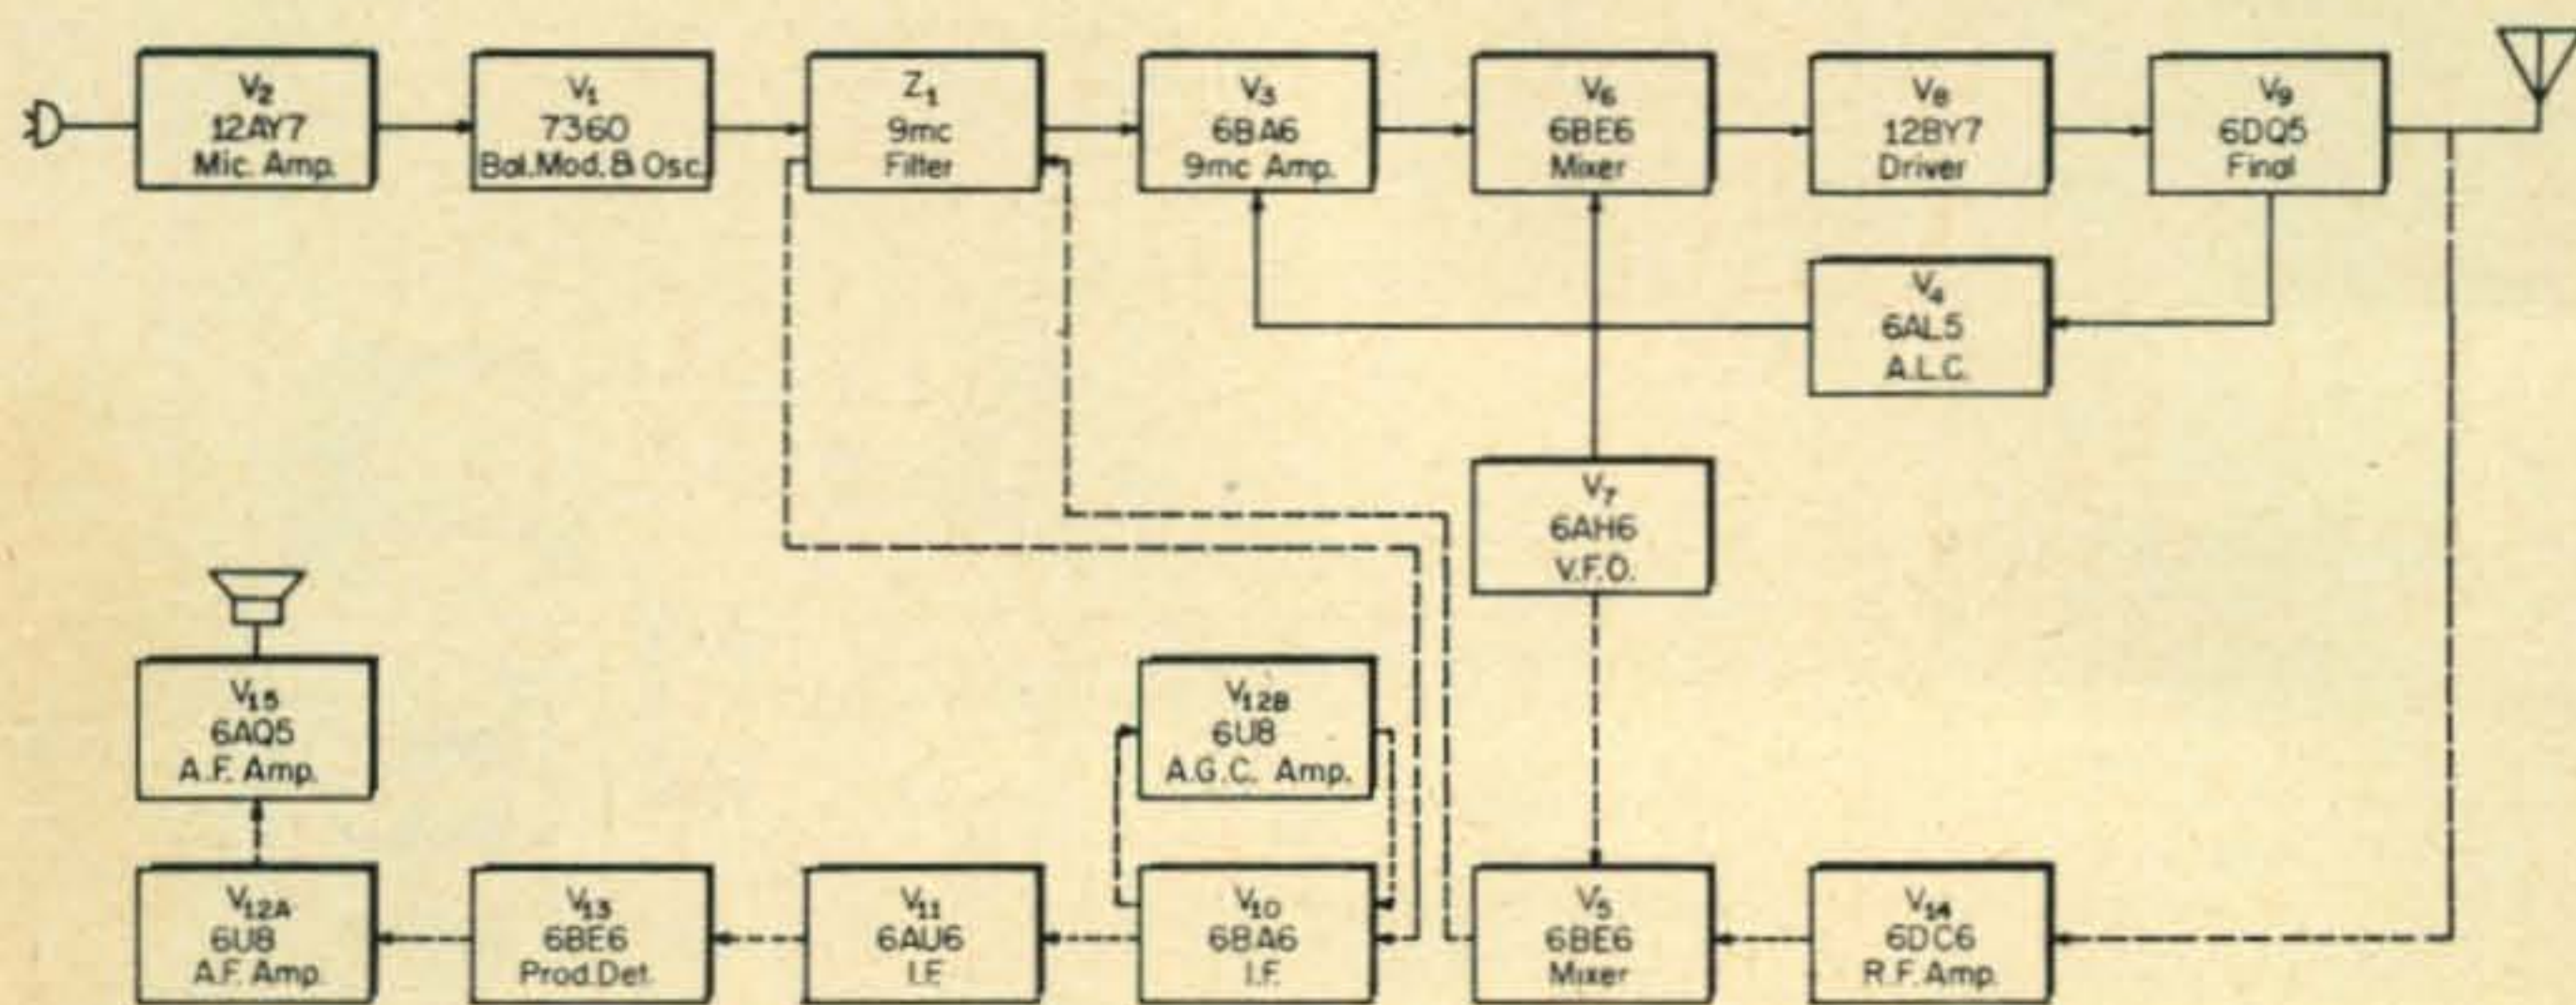 V2
12AY7
Mic. Amp.
V1
7360
Bal. Mod. & Osc.
Z1
9mc
Filter
V3
6BA6
9mc Amp.
V6
6BE6
Mixer
V8
12BY7
Driver
V9
6DQ5
Final
V4
6AL5
A.L.C.
V7
6AH6
V.F.O.
V15
6AQ5
A.F. Amp.
V12B
6U8
A.G.C. Amp.
V12A
6U8
A.F. Amp.
V13
6BE6
Prod. Det.
V11
6AU6
I.F.
V10
6BA6
I.F.
V5
6BE6
Mixer
V14
6DC6
R.F. Amp.